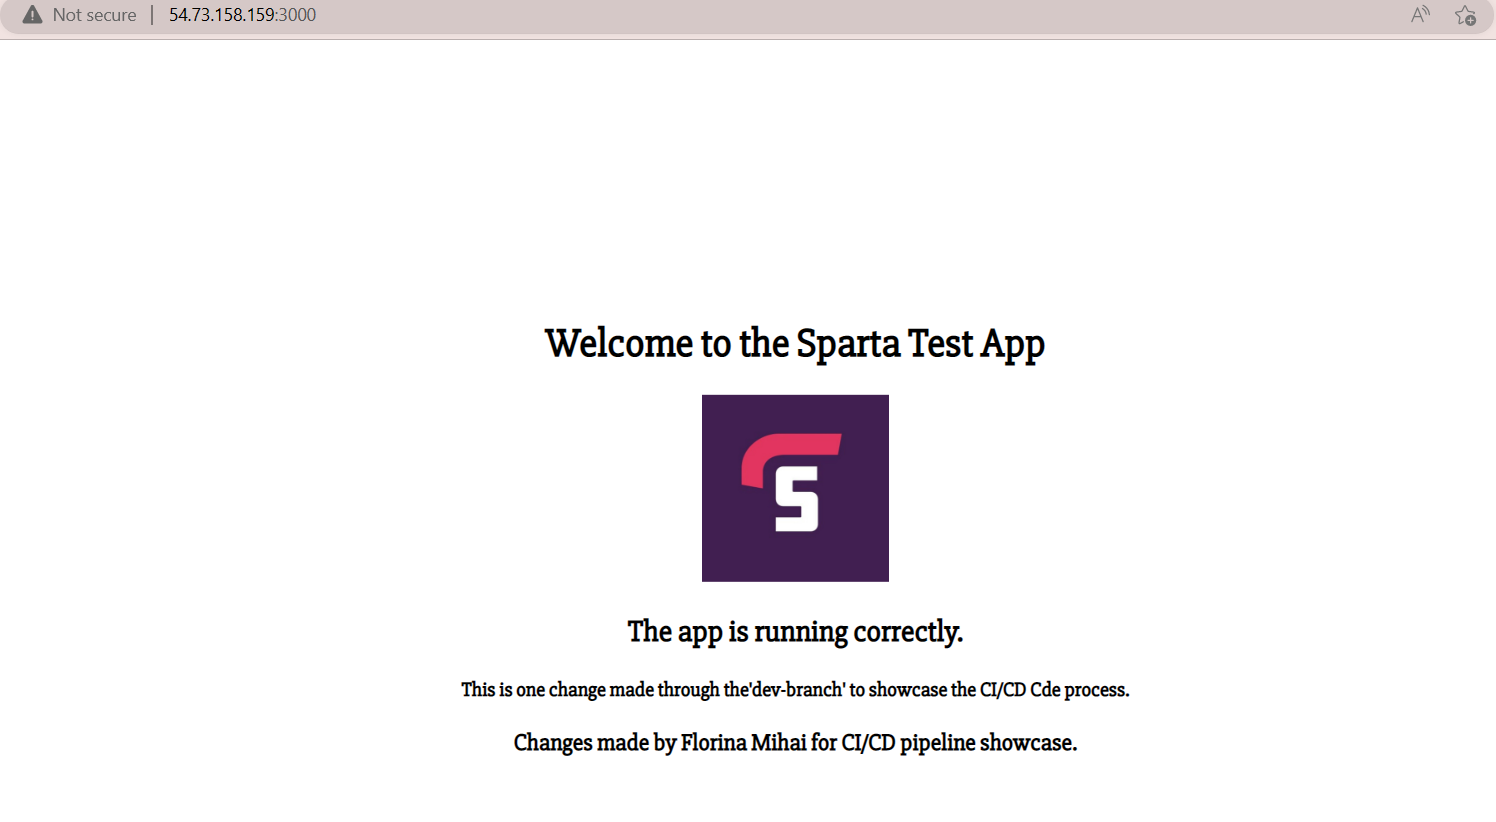 Not secure | 54.73.158.159:3000
Welcome to the Sparta Test App
S
The app is running correctly.
This is one change made through the'dev-branch' to showcase the CI/CD Cde process.
Changes made by Florina Mihai for CI/CD pipeline showcase.